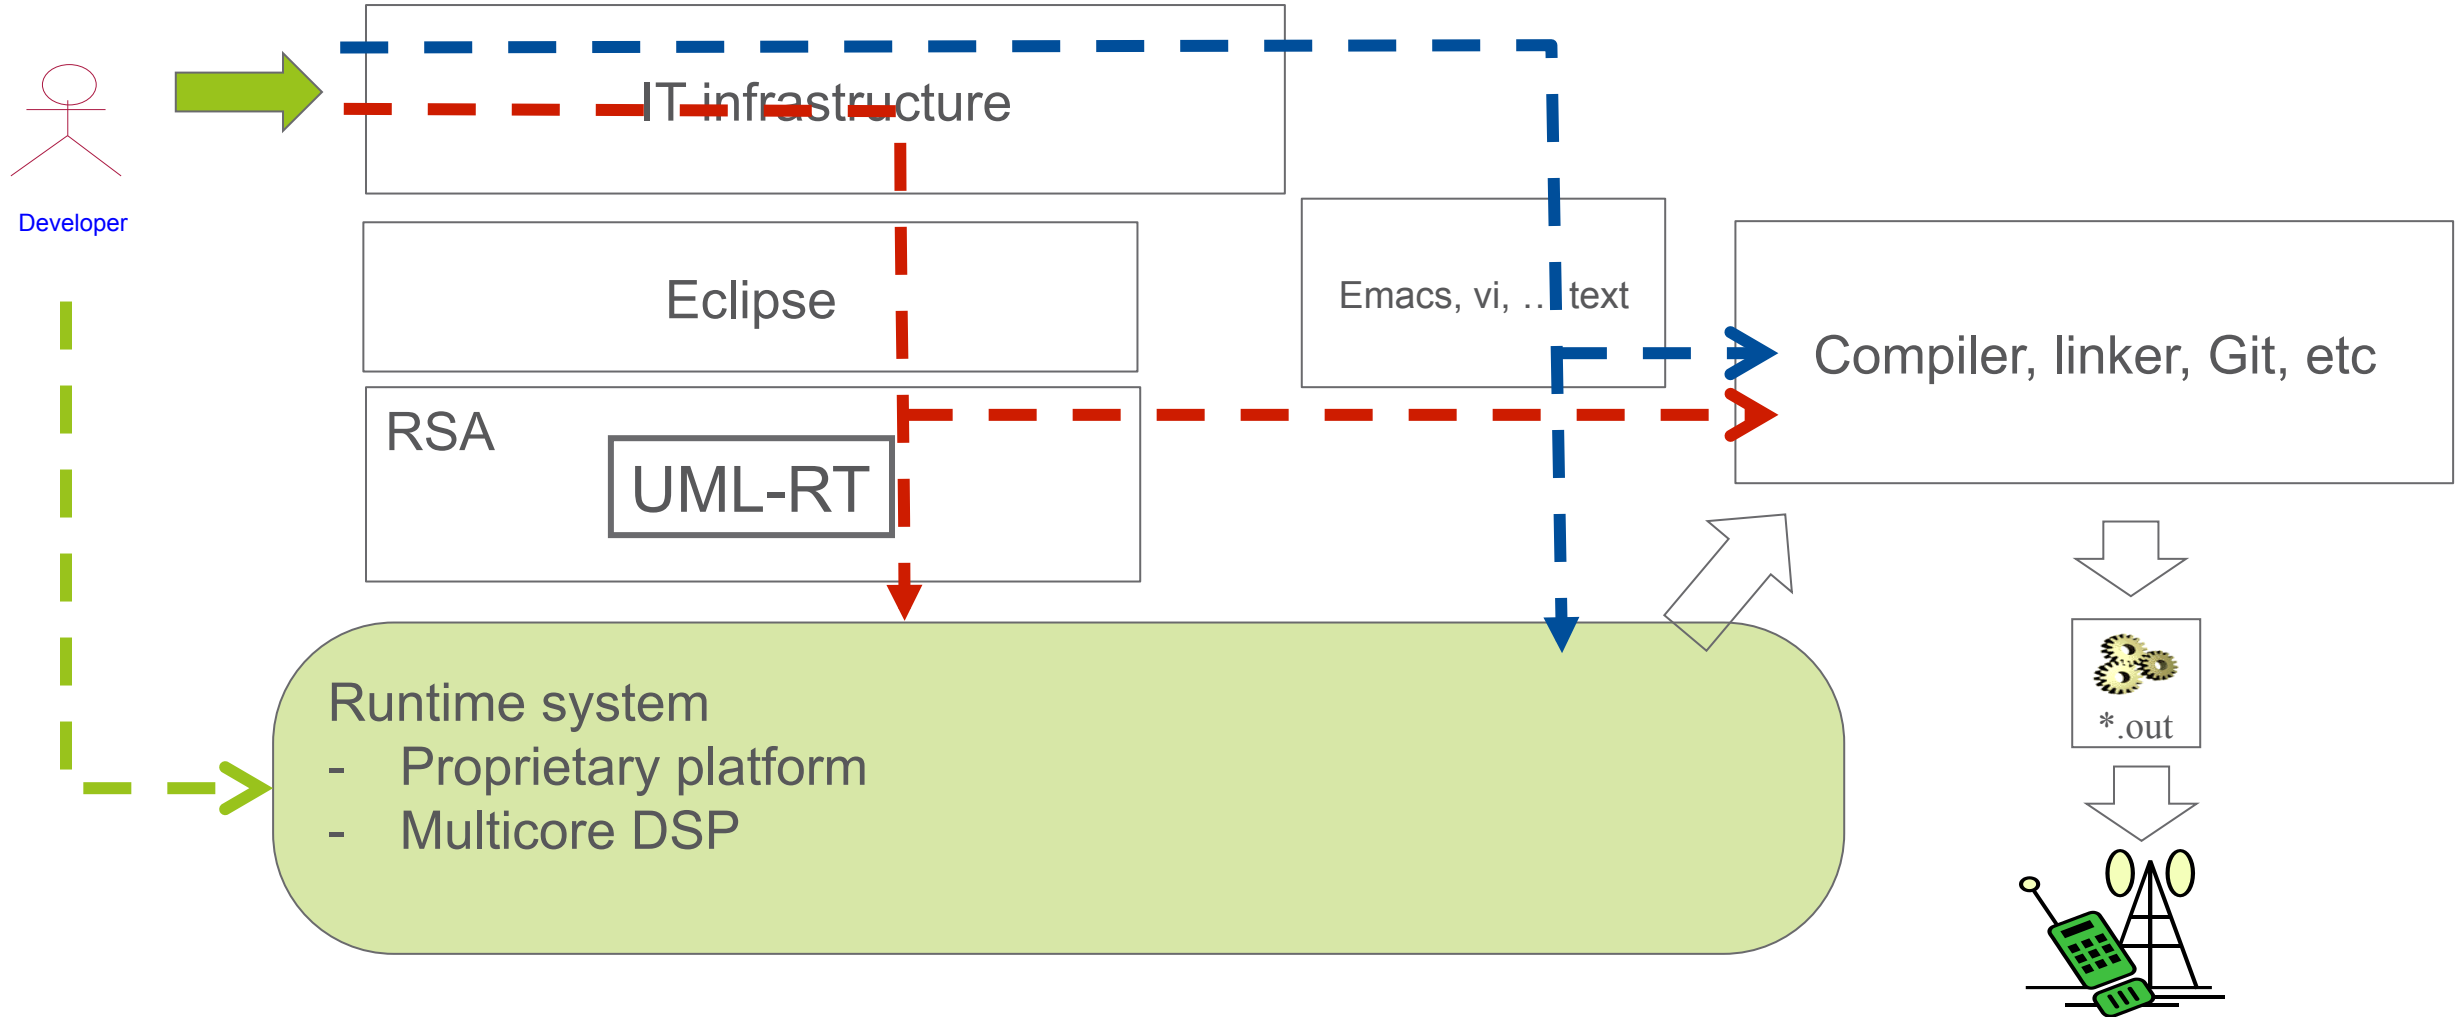 IT infrastructure
Developer
Eclipse
Emacs, vi, … text
Compiler, linker, Git, etc
RSA
UML-RT
Runtime system
- Proprietary platform
- Multicore DSP
*.out